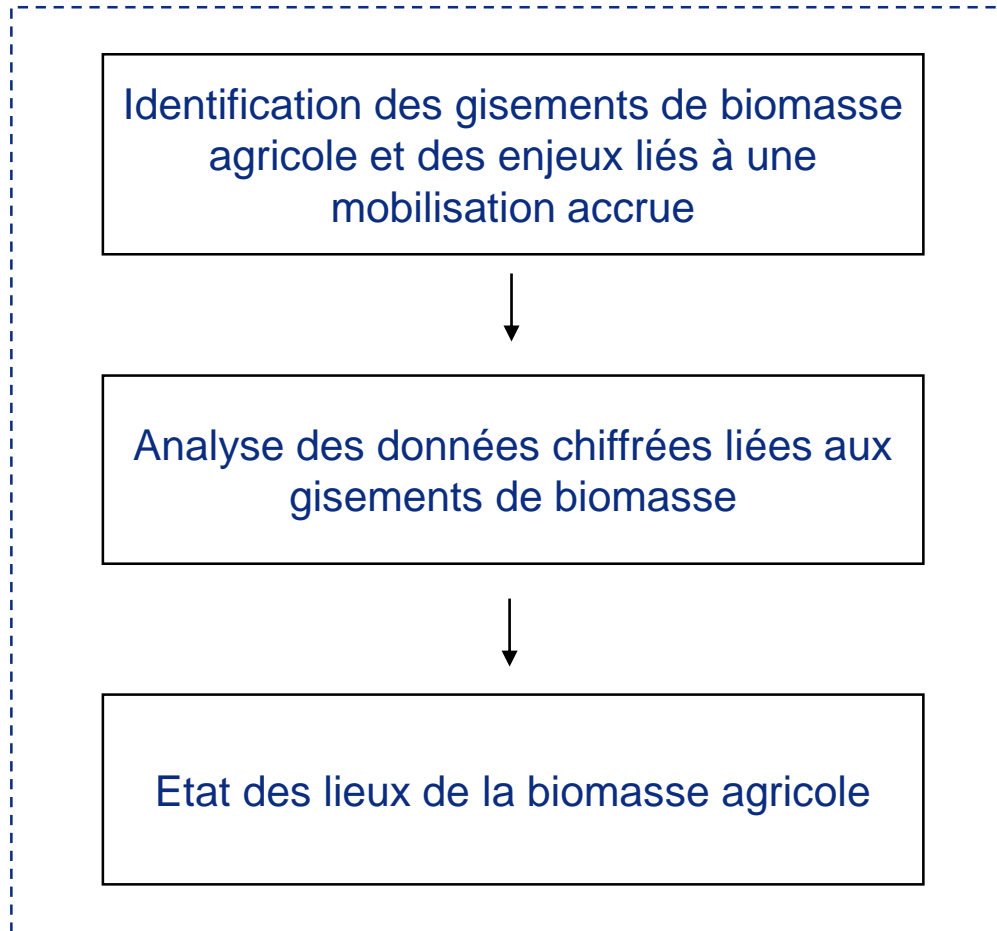 Identification des gisements de biomasse
agricole et des enjeux liés à une
mobilisation accrue
Analyse des données chiffrées liées aux
gisements de biomasse
Etat des lieux de la biomasse agricole